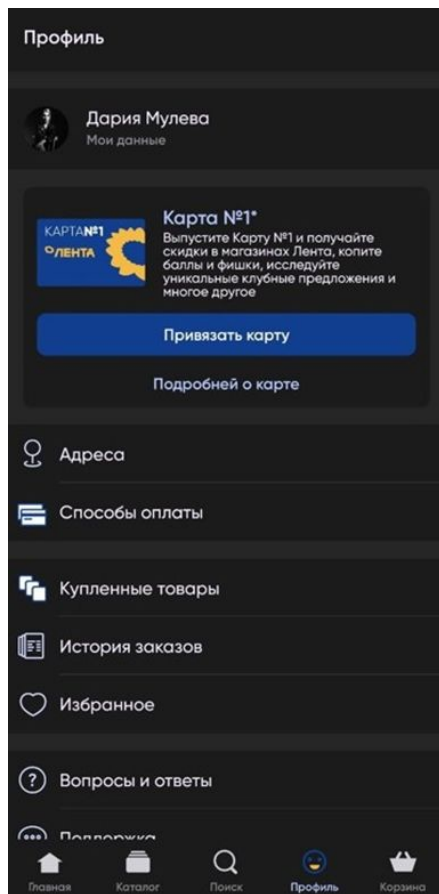 Профиль
Дария Мулева
Мои данные
КАРТА№1
ЛЕНТА
Карта №1*
Выпустите Карту №1 и получайте
скидки в магазинах Лента, копите
баллы и фишки, исследуйте
уникальные клубные предложения и
многое другое
Привязать карту
Подробней о карте
Адреса
Способы оплаты
Купленные товары
История заказов
Избранное
Вопросы и ответы
Поддержка
Главная Каталог Поиск Профиль Корзина